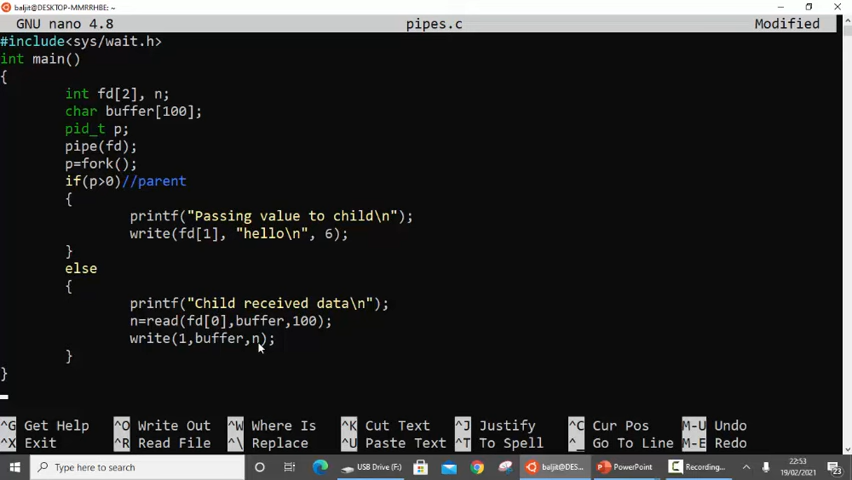 baljit@DESKTOP-MMRRHBE: ~
GNU nano 4.8 pipes.c Modified
#include<sys/wait.h>
int main()
{
int fd[2], n;
char buffer[100];
pid_t p;
pipe(fd);
p=fork();
if(p>0)//parent
{
printf("Passing value to child\n");
write(fd[1], "hello\n", 6);
}
else
{
printf("Child received data\n");
n=read(fd[0],buffer,100);
write(1,buffer,n);
}
}
^G Get Help ^O Write Out ^W Where Is ^K Cut Text ^J Justify ^C Cur Pos M-U Undo
^X Exit ^R Read File ^\ Replace ^U Paste Text ^T To Spell ^_ Go To Line M-E Redo
Type here to search USB Drive (F:) baljit@DES... PowerPoint Recording... 22:53
19/02/2021 23